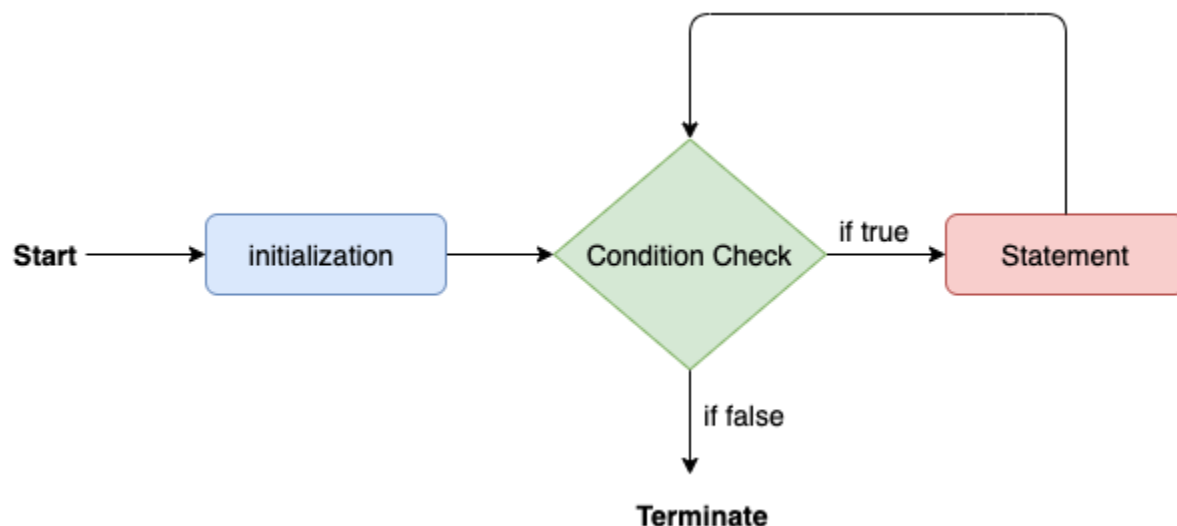 Start
initialization
Condition Check
if true
Statement
if false
Terminate